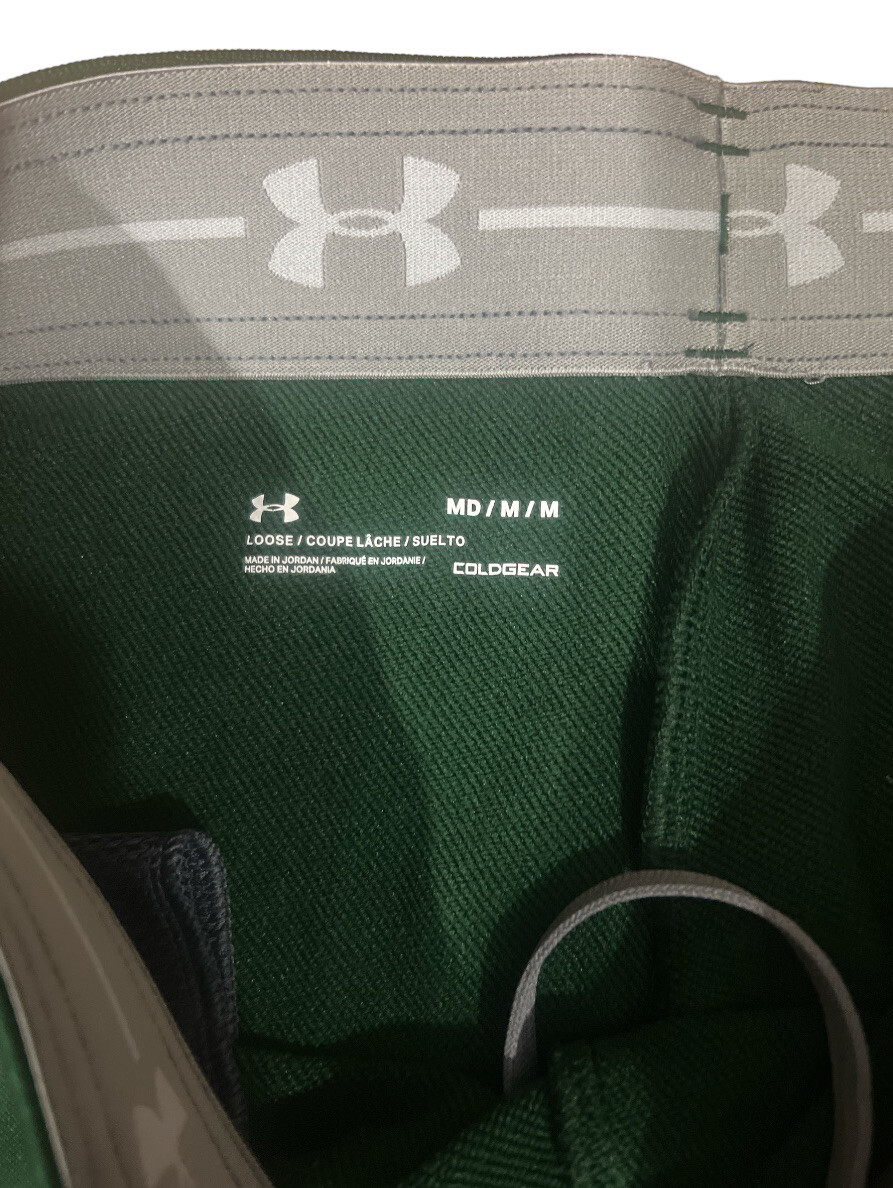 MD / M / M
LOOSE / COUPE LÂCHE / SUELTO
MADE IN JORDAN / FABRIQUÉ EN JORDANIE /
HECHO EN JORDANIA
COLDGEAR